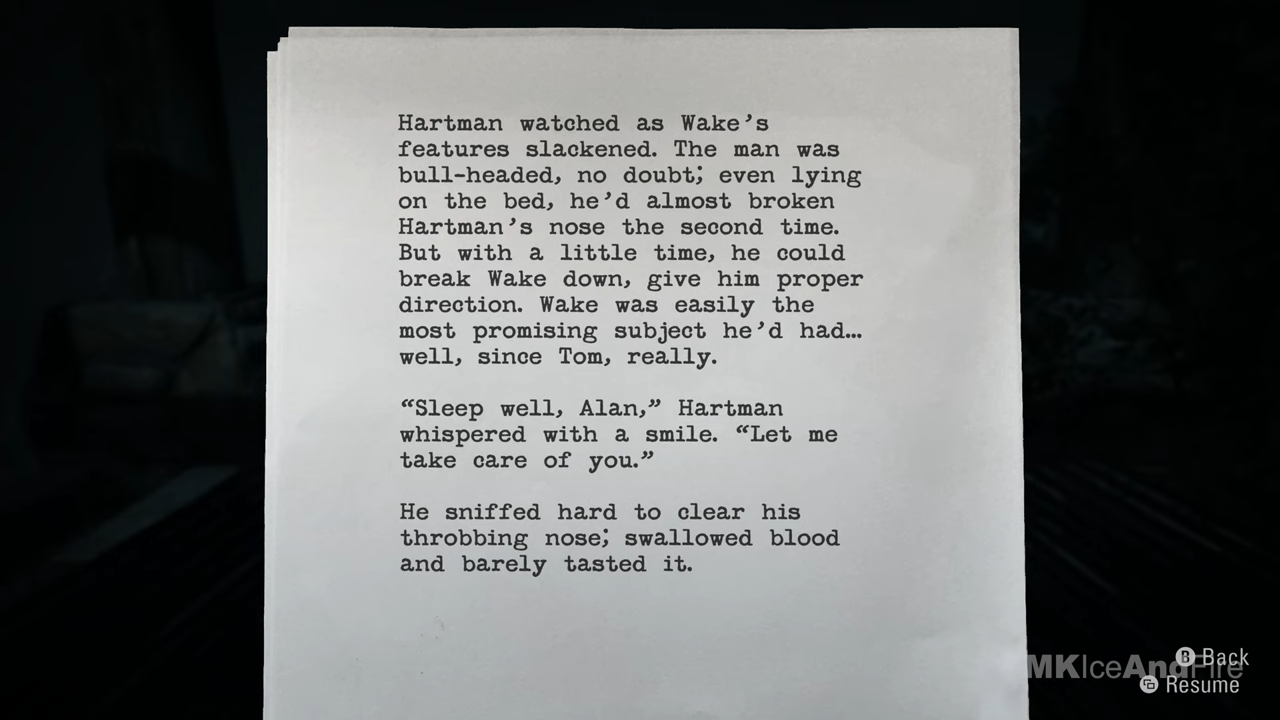 Hartman watched as Wake’s
features slackened. The man was
bull-headed, no doubt; even lying
on the bed, he’d almost broken
Hartman’s nose the second time.
But with a little time, he could
break Wake down, give him proper
direction. Wake was easily the
most promising subject he’d had…
well, since Tom, really.
“Sleep well, Alan,” Hartman
whispered with a smile. “Let me
take care of you.”
He sniffed hard to clear his
throbbing nose; swallowed blood
and barely tasted it.
MKIceAndFire
B Back
Resume